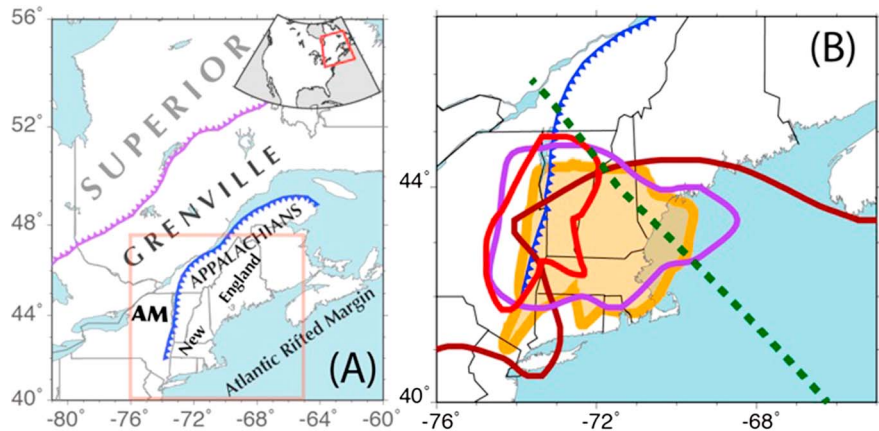 56°
52°
48°
44°
40°
-80
-76
-72
-68
-64
-60
SUPERIOR
GRENVILLE
APPALACHIANS
New
England
AM
Atlantic Rifted Margin
(A)
(B)
44°
40°
-76°
-72
-68